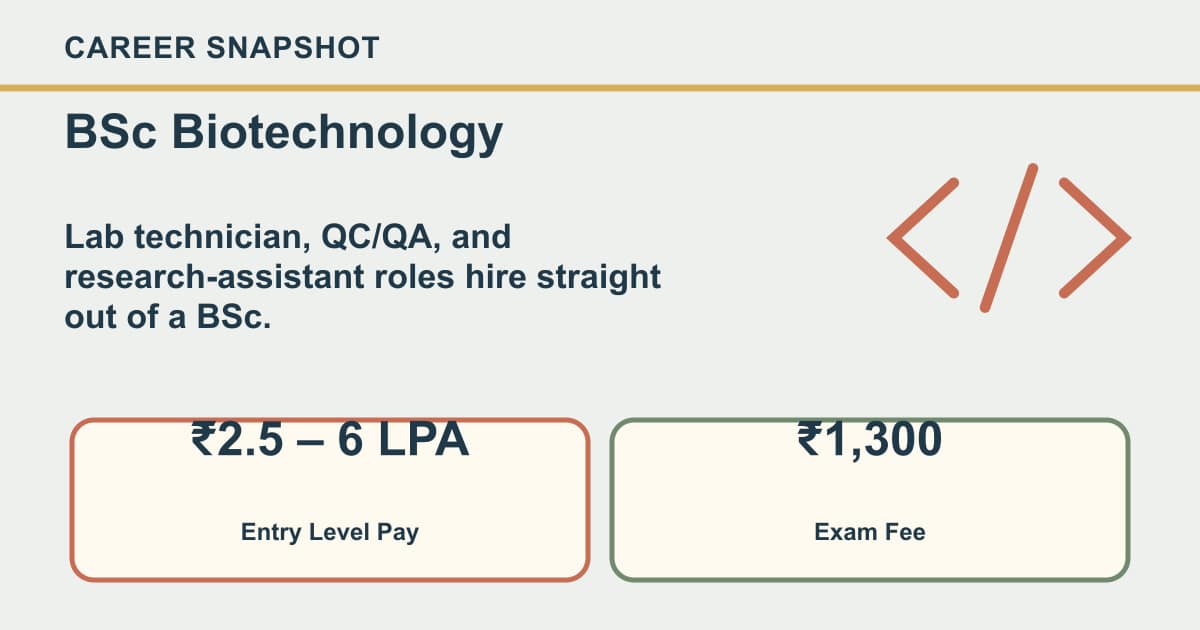 CAREER SNAPSHOT
BSc Biotechnology
Lab technician, QC/QA, and
research-assistant roles hire straight
out of a BSc.
₹2.5 – 6 LPA
Entry Level Pay
₹1,300
Exam Fee